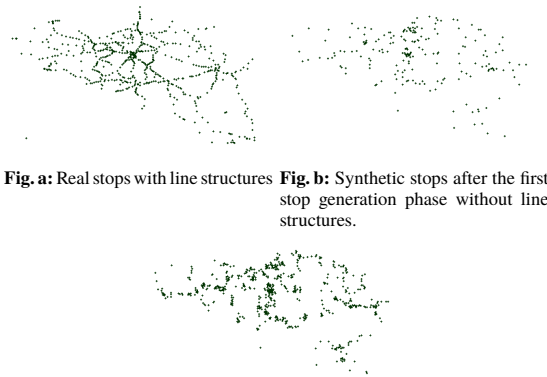 Fig. a: Real stops with line structures
Fig. b: Synthetic stops after the first
stop generation phase without line
structures.